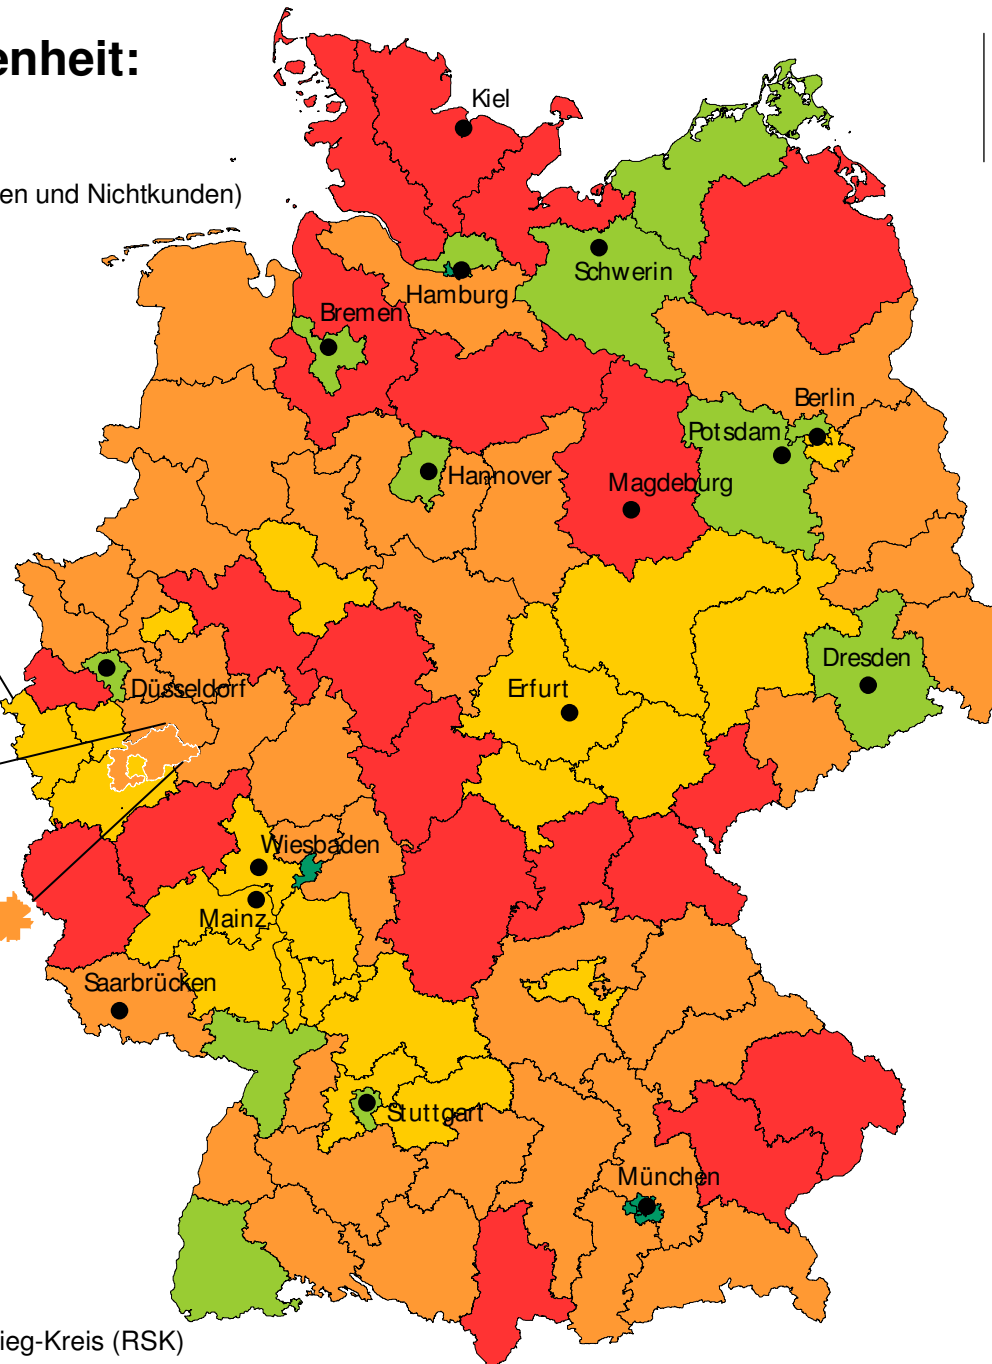 enheit:
Kiel
en und Nichtkunden)
Schwerin
Hamburg
Bremen
Berlin
Potsdam
Hannover
Magdeburg
Dresden
Düsseldorf
Erfurt
Wiesbaden
Mainz
Saarbrücken
Stuttgart
München
ieg-Kreis (RSK)